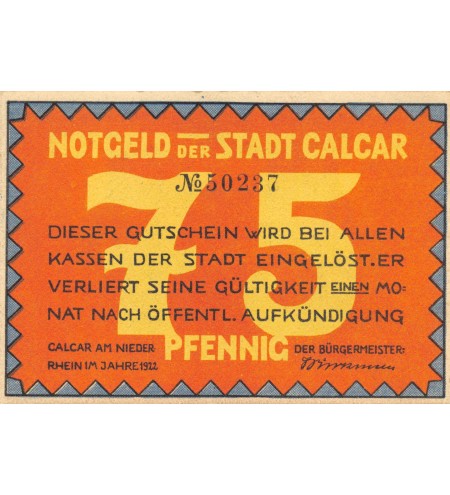 NOTGELD DER STADT CALCAR
№50237
75
DIESER GUTSCHEIN WIRD BEI ALLEN
KASSEN DER STADT EINGELÖST. ER
VERLIERT SEINE GÜLTIGKEIT EINEN MO-
NAT NACH ÖFFENTL. AUFKÜNDIGUNG
CALCAR AM NIEDER
RHEIN IM JAHRE 1922
PFENNIG
DER BÜRGERMEISTER: